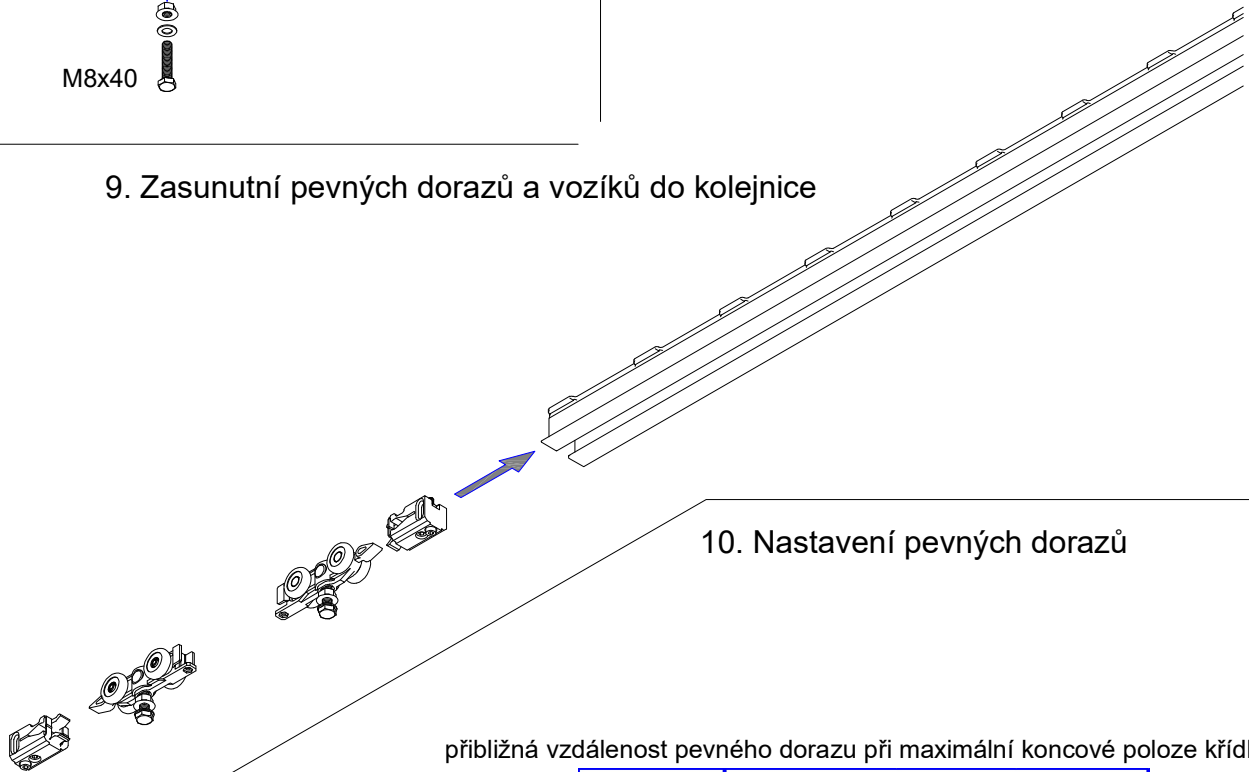 M8x40
9. Zasunutní pevných dorazů a vozíků do kolejnice
10. Nastavení pevných dorazů
přibližná vzdálenost pevného dorazu při maximální koncové poloze